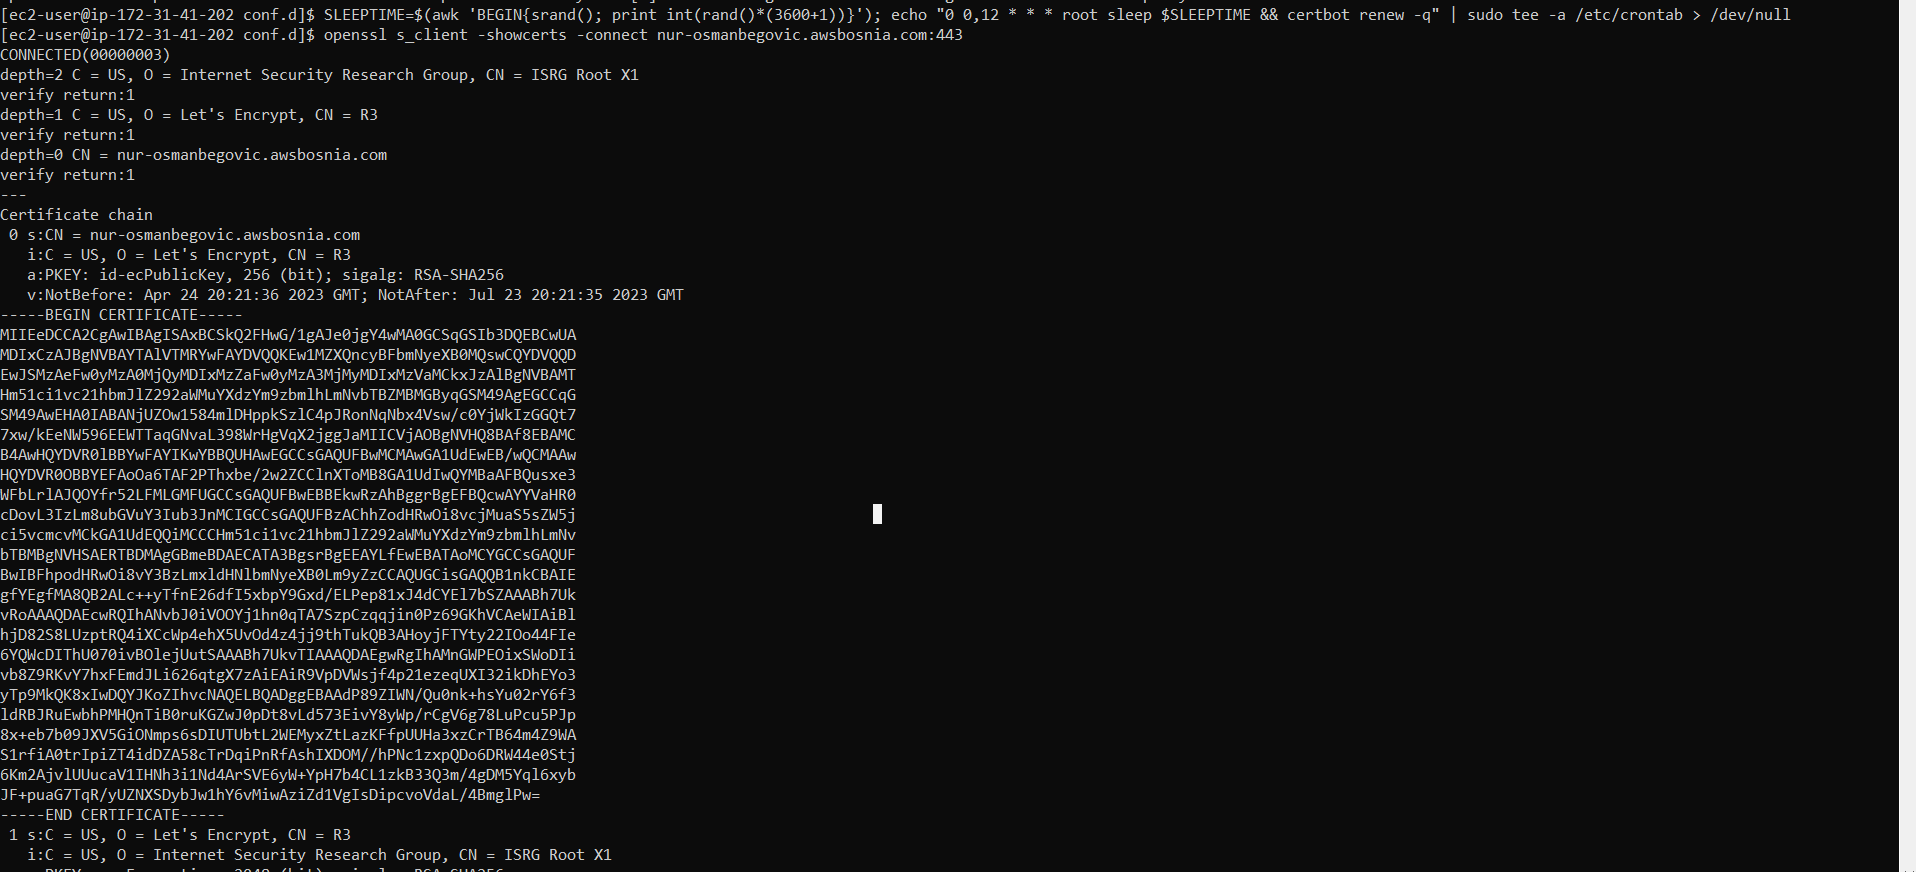 [ec2-user@ip-172-31-41-202 conf.d]$ SLEEPTIME=$(awk 'BEGIN{srand(); print int(rand()*(3600+1))}'); echo "0 0,12 * * * root sleep $SLEEPTIME && certbot renew -q" | sudo tee -a /etc/crontab > /dev/null
[ec2-user@ip-172-31-41-202 conf.d]$ openssl s_client -showcerts -connect nur-osmanbegovic.awsbosnia.com:443
CONNECTED(00000003)
depth=2 C = US, O = Internet Security Research Group, CN = ISRG Root X1
verify return:1
depth=1 C = US, O = Let's Encrypt, CN = R3
verify return:1
depth=0 CN = nur-osmanbegovic.awsbosnia.com
verify return:1
---
Certificate chain
 0 s:CN = nur-osmanbegovic.awsbosnia.com
   i:C = US, O = Let's Encrypt, CN = R3
   a:PKEY: id-ecPublicKey, 256 (bit); sigalg: RSA-SHA256
   v:NotBefore: Apr 24 20:21:36 2023 GMT; NotAfter: Jul 23 20:21:35 2023 GMT
-----BEGIN CERTIFICATE-----
MIIEeDCCA2CgAwIBAgISAxBCSkQ2FHwG/1gAJe0jgY4wMA0GCSqGSIb3DQEBCwUA
MDIxCzAJBgNVBAYTAlVTMRYwFAYDVQQKEw1MZXQncyBFbmNyeXB0MQswCQYDVQQD
EwJSMzAeFw0yMzA0MjQyMDIxMzZaFw0yMzA3MjMyMDIxMzVaMCkxJzAlBgNVBAMT
Hm51ci1vc21hbmJlZ292aWMuYXdzYm9zbmlhLmNvbTBZMBMGByqGSM49AgEGCCqG
SM49AwEHA0IABANjUZOw1584mlDHppkSzlC4pJRonNqNbx4Vsw/c0YjWkIzGGQt7
7xw/kEeNW596EEWTTaqGNvaL398WrHgVqX2jggJaMIICVjAOBgNVHQ8BAf8EBAMC
B4AwHQYDVR0lBBYwFAYIKwYBBQUHAwEGCCsGAQUFBwMCMAwGA1UdEwEB/wQCMAAw
HQYDVR0OBBYEFAoOa6TAF2PThxbe/2w2ZCClnXToMB8GA1UdIwQYMBaAFBQusxe3
WFbLrlAJQOYfr52LFMLGMFUGCCsGAQUFBwEBBEkwRzAhBggrBgEFBQcwAYYVaHR0
cDovL3IzLm8ubGVuY3Iub3JnMCIGCCsGAQUFBzAChhZodHRwOi8vcjMuaS5sZW5j
ci5vcmcvMCkGA1UdEQQiMCCCHm51ci1vc21hbmJlZ292aWMuYXdzYm9zbmlhLmNv
bTBMBgNVHSAERTBDMAgGBmeBDAECATA3BgsrBgEEAYLfEwEBATAoMCYGCCsGAQUF
BwIBFhpodHRwOi8vY3BzLmxldHNlbmNyeXB0Lm9yZzCCAQUGCisGAQQB1nkCBAIE
gfYEgfMA8QB2ALc++yTfnE26dfI5xbpY9Gxd/ELPep81xJ4dCYEl7bSZAAABh7Uk
vRoAAAQDAEcwRQIhANvbJ0iVOOYj1hn0qTA7SzpCzqqjin0Pz69GKhVCAeWIAiBl
hjD82S8LUzptRQ4iXCcWp4ehX5UvOd4z4jj9thTukQB3AHoyjFTYty22IOo44FIe
6YQWcDIThU070ivBOlejUutSAAABh7UkvTIAAAQDAEgwRgIhAMnGWPEOixSWoDIi
vb8Z9RKvY7hxFEmdJLi626qtgX7zAiEAiR9VpDVWsjf4p21ezeqUXI32ikDhEYo3
yTp9MkQK8xIwDQYJKoZIhvcNAQELBQADggEBAAdP89ZIWN/Qu0nk+hsYu02rY6f3
ldRBJRuEwbhPMHQnTiB0ruKGZwJ0pDt8vLd573EivY8yWp/rCgV6g78LuPcu5PJp
8x+eb7b09JXV5GiONmps6sDIUTUbtL2WEMyxZtLazKFfpUUHa3xzCrTB64m4Z9WA
S1rfiA0trIpiZT4idDZA58cTrDqiPnRfAshIXDOM//hPNc1zxpQDo6DRW44e0Stj
6Km2AjvlUUucaV1IHNh3i1Nd4ArSVE6yW+YpH7b4CL1zkB33Q3m/4gDM5Yql6xyb
JF+puaG7TqR/yUZNXSDybJw1hY6vMiwAziZd1VgIsDipcvoVdaL/4BmglPw=
-----END CERTIFICATE-----
 1 s:C = US, O = Let's Encrypt, CN = R3
   i:C = US, O = Internet Security Research Group, CN = ISRG Root X1